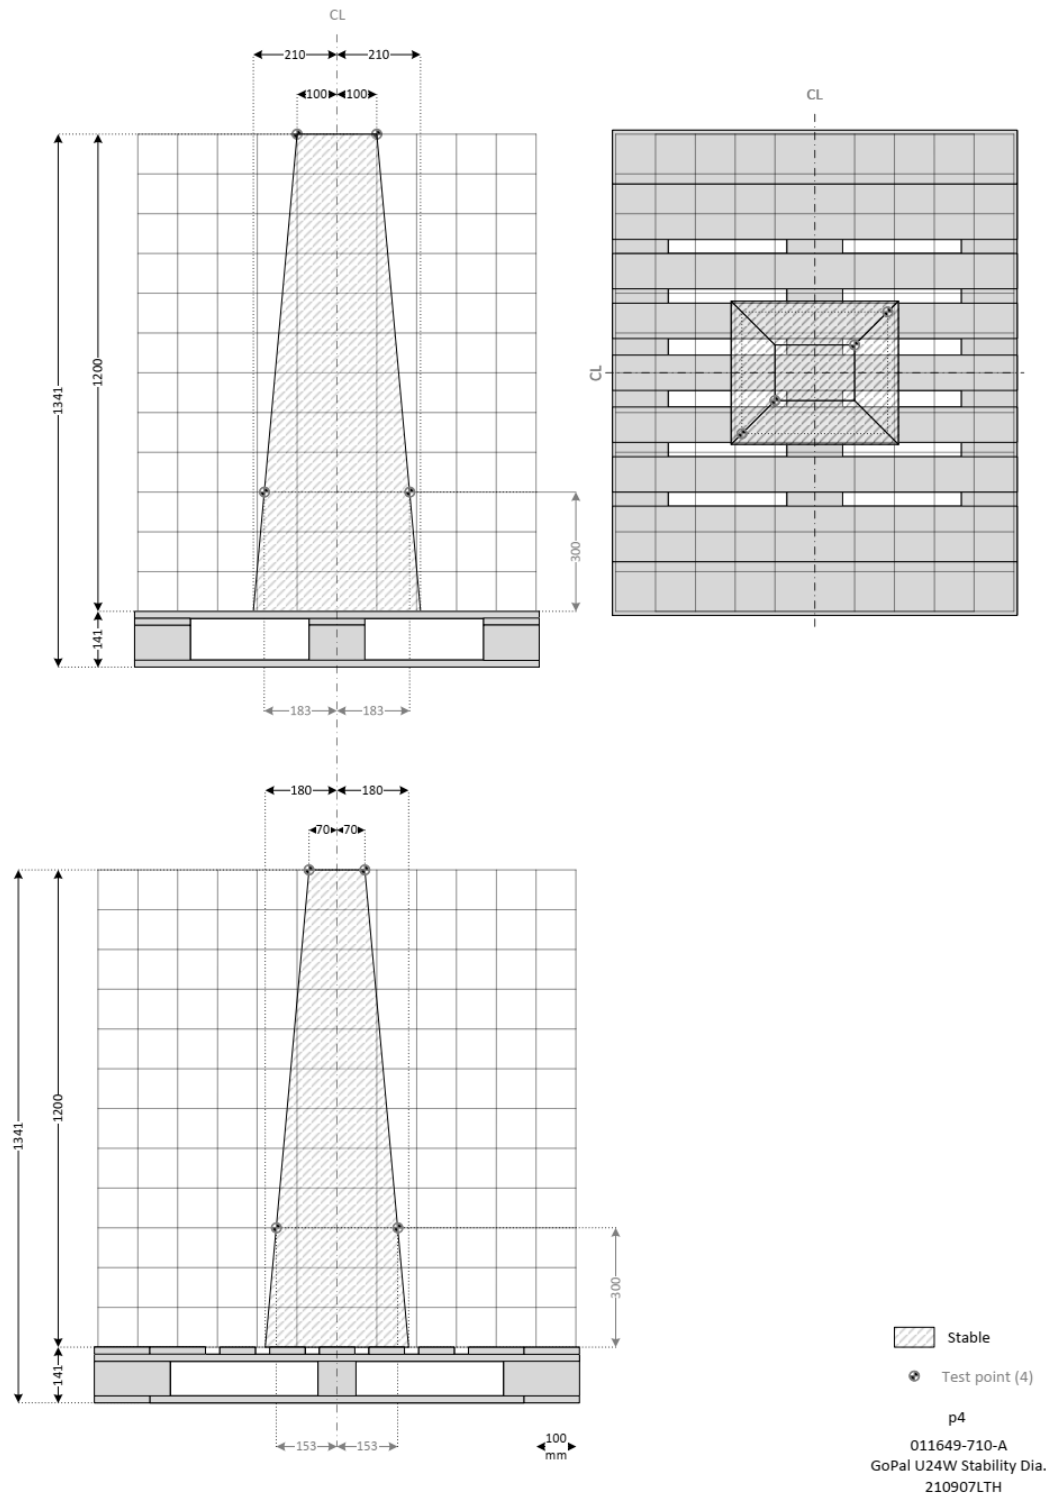 CL
210 210
100 100
CL
1200
1341
CL
300
141
183 183
180 180
70 70
1200
1341
300
141
153 153
100
mm
Stable
Test point (4)
p4
011649-710-A
GoPal U24W Stability Dia.
210907LTH